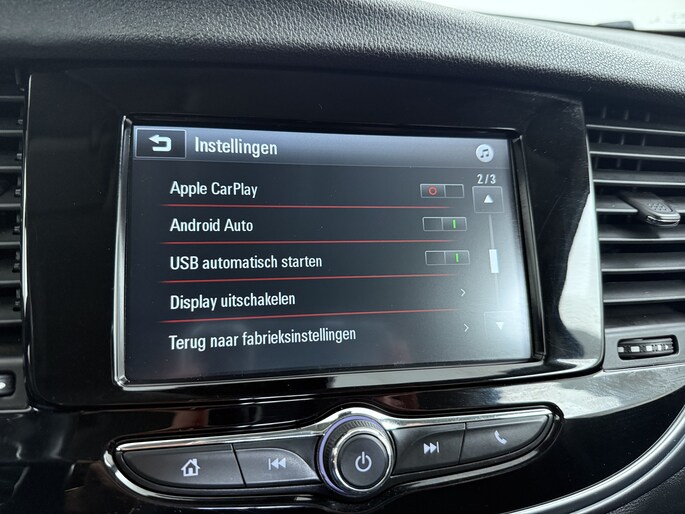 Instellingen
2/3
Apple CarPlay
Android Auto
USB automatisch starten
Display uitschakelen
Terug naar fabrieksinstellingen